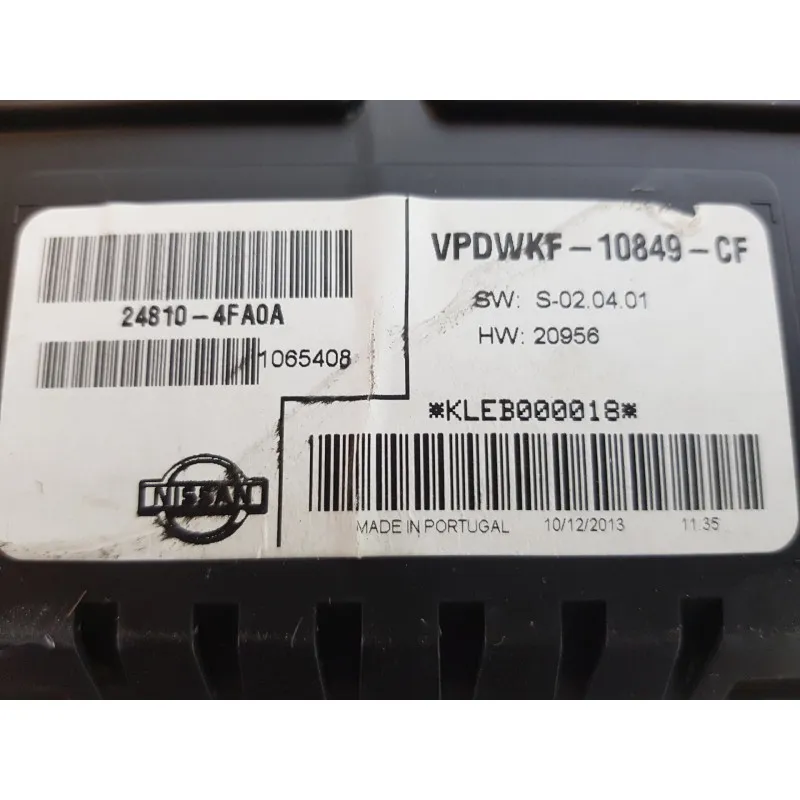 24810-4FA0A
1065408
NISSAN
VPDWKF-10849-CF
SW: S-02.04.01
HW: 20956
*KLEB000018*
MADE IN PORTUGAL 10/12/2013 11:35